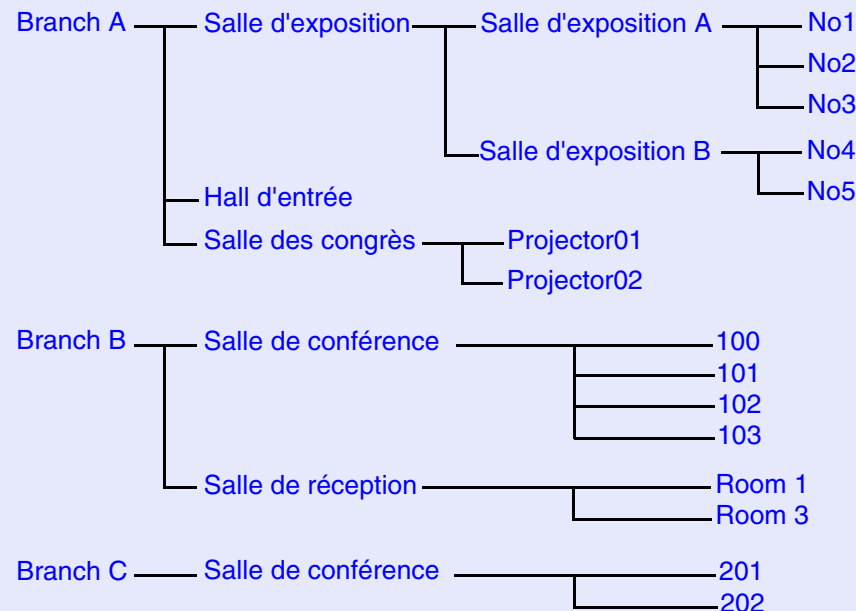 Branch A Salle d'exposition Salle d'exposition A No1
No2
No3
Salle d'exposition B No4
No5
Hall d'entrée
Salle des congrès Projector01
Projector02
Branch B Salle de conférence 100
101
102
103
Salle de réception Room 1
Room 3
Branch C Salle de conférence 201
202